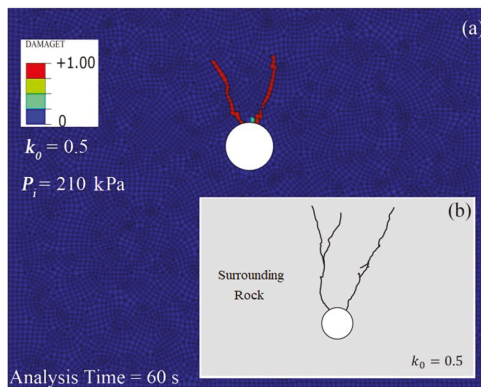 (a)
DAMAGET
+1.00
0
k₀ = 0.5
Pᵢ = 210 kPa
(b)
Surrounding
Rock
k₀ = 0.5
Analysis Time = 60 s